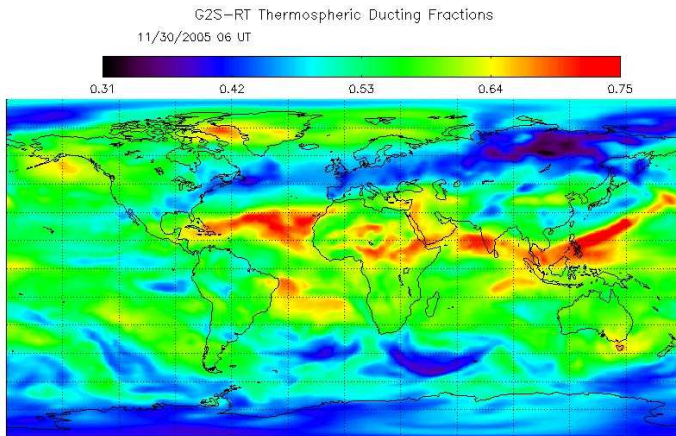 G2S-RT Thermospheric Ducting Fractions
11/30/2005 06 UT
0.31 0.42 0.53 0.64 0.75